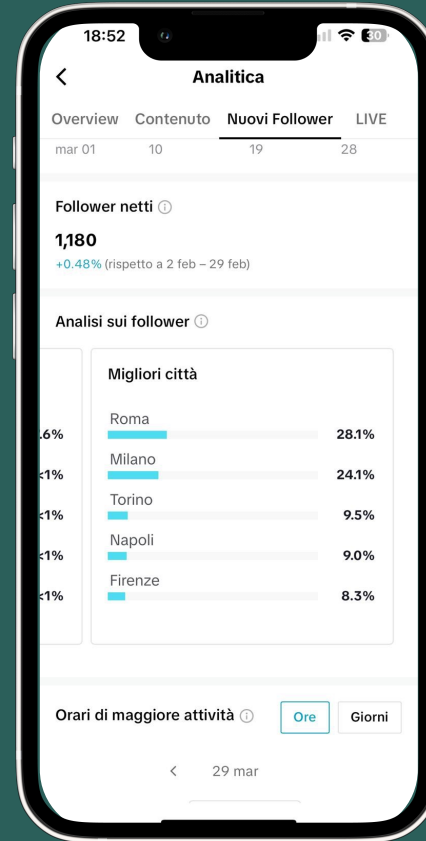 18:52
30
Analitica
Overview Contenuto Nuovi Follower LIVE
mar 01 10 19 28
Follower netti
1,180
+0.48% (rispetto a 2 feb – 29 feb)
Analisi sui follower
Migliori città
.6%
<1%
<1%
<1%
<1%
Roma
28.1%
Milano
24.1%
Torino
9.5%
Napoli
9.0%
Firenze
8.3%
Orari di maggiore attività
Ore Giorni
29 mar